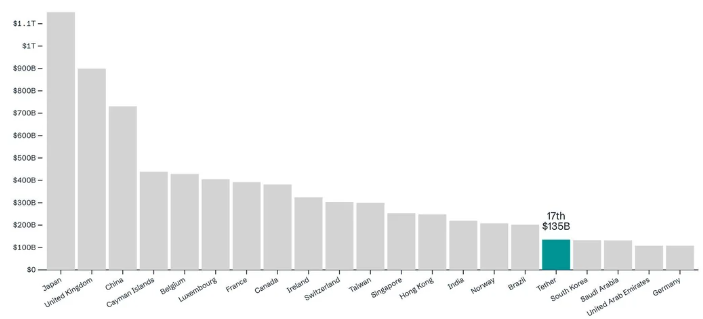 $1.1T
$1T
$900B
$800B
$700B
$600B
$500B
$400B
$300B
$200B
$100B
$0
17th
$135B
Japan
United Kingdom
China
Cayman Islands
Belgium
Luxembourg
France
Canada
Ireland
Switzerland
Taiwan
Singapore
Hong Kong
India
Norway
Brazil
Tether
South Korea
Saudi Arabia
United Arab Emirates
Germany